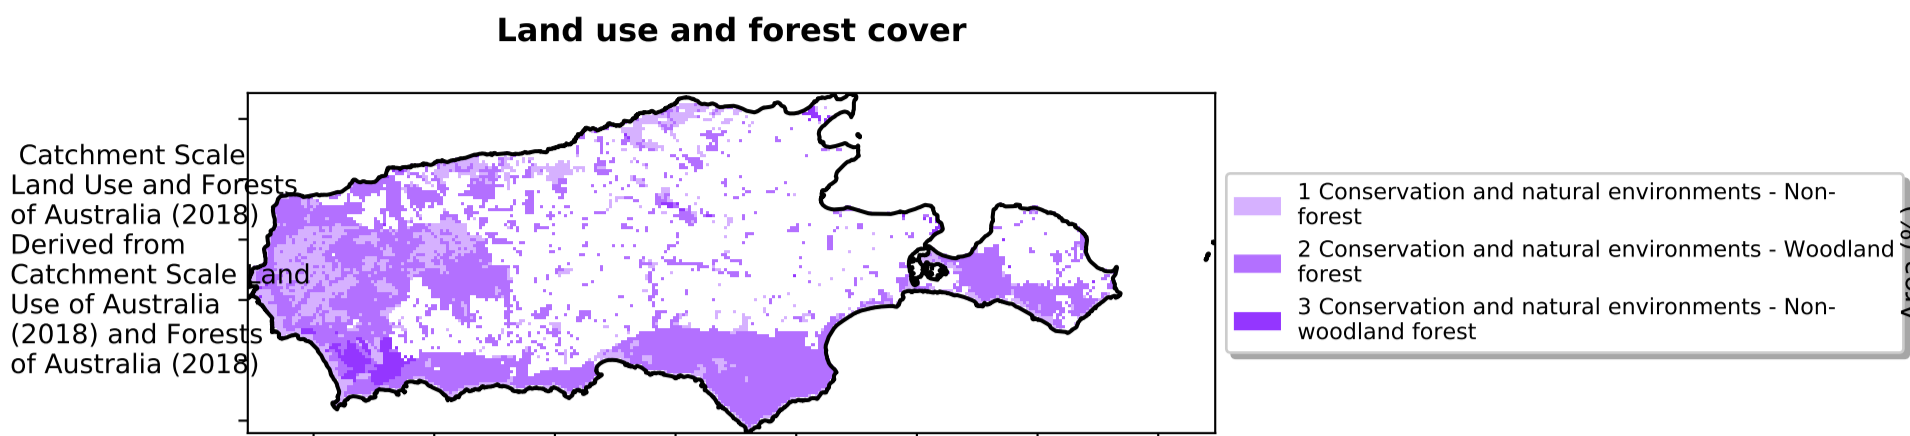 Land use and forest cover
Catchment Scale
Land Use and Forests
of Australia (2018)
Derived from
Catchment Scale Land
Use of Australia
(2018) and Forests
of Australia (2018)
1 Conservation and natural environments - Non-
forest
2 Conservation and natural environments - Woodland
forest
3 Conservation and natural environments - Non-
woodland forest